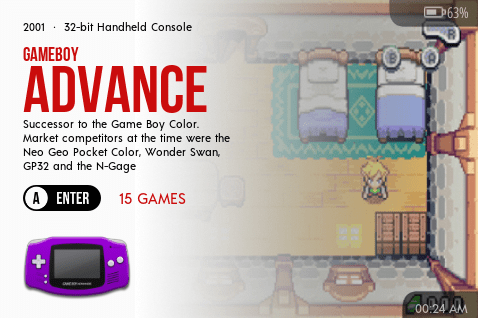 63%
2001 · 32-bit Handheld Console
GAMEBOY
ADVANCE
Successor to the Game Boy Color.
Market competitors at the time were the
Neo Geo Pocket Color, Wonder Swan,
GP32 and the N-Gage
A ENTER 15 GAMES
B
A
00:24 AM